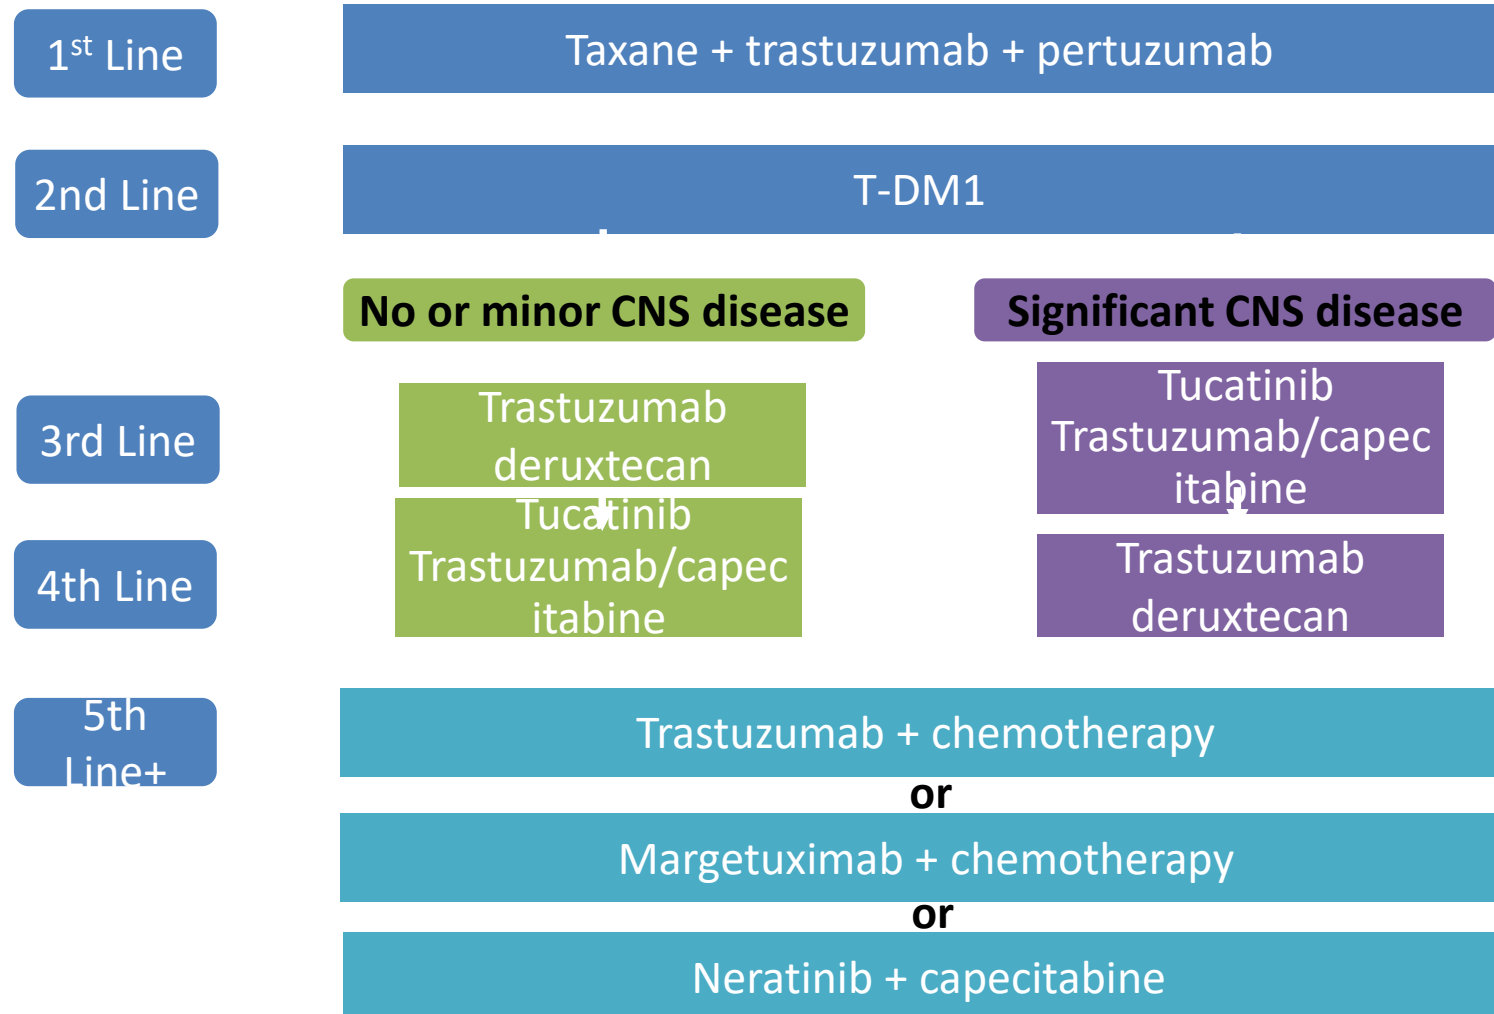 1st Line
Taxane + trastuzumab + pertuzumab
2nd Line
T-DM1
No or minor CNS disease
Significant CNS disease
3rd Line
Trastuzumab
deruxtecan
Tucatinib
Trastuzumab/capec
itabine
4th Line
Tucatinib
Trastuzumab/capec
itabine
Trastuzumab
deruxtecan
5th
Line+
Trastuzumab + chemotherapy
or
Margetuximab + chemotherapy
or
Neratinib + capecitabine